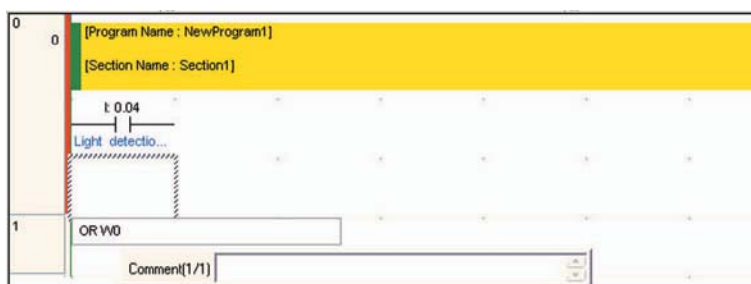 0
0
[Program Name : NewProgram1]
[Section Name : Section1]
I: 0.04
Light detectio...
1
OR W0
Comment(1/1)